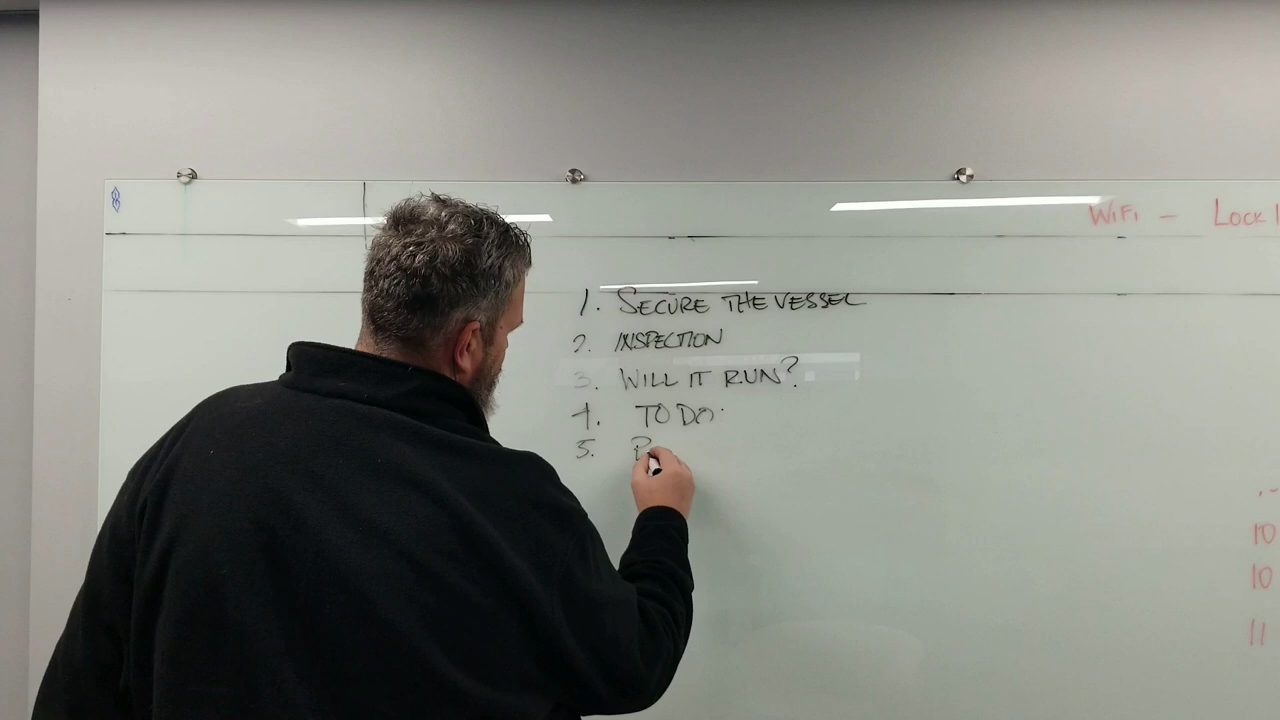 WIFI - LOCK
1. SECURE THE VESSEL
2. INSPECTION
3. WILL IT RUN?
4. TO DO.
5.
10
10
11